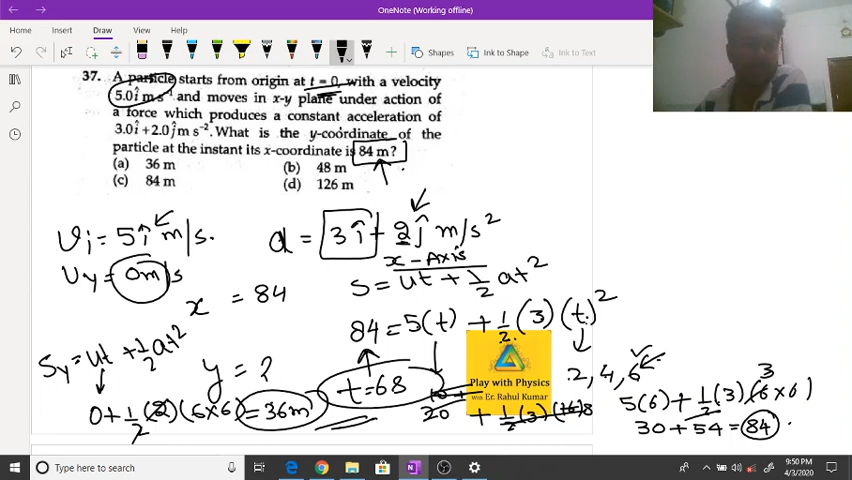 OneNote (Working offline)
File Home Insert Draw View Help
Shapes Ink to Shape Ink to Text
37. A particle starts from origin at t = 0, with a velocity
5.0î m s⁻¹ and moves in x-y plane under action of
a force which produces a constant acceleration of
3.0î + 2.0ĵ m s⁻². What is the y-coordinate of the
particle at the instant its x-coordinate is 84 m?
(a) 36 m (b) 48 m
(c) 84 m (d) 126 m
Vi = 5î m/s. a = 3î + 2ĵ m/s²
Vy = 0m/s
x - Axis
x = 84
S = ut + 1/2 at²
84 = 5(t) + 1/2 (3) (t)²
Sy = ut + 1/2 at²
y = ?
2, 4, 6
0 + 1/2 (2) (6x6) = 36m
20 +
5(6) + 1/2 (3) (6x6)
3
30 + 54 = 84
Play with Physics
with Er. Rahul Kumar
Type here to search
9:50 PM
4/3/2020